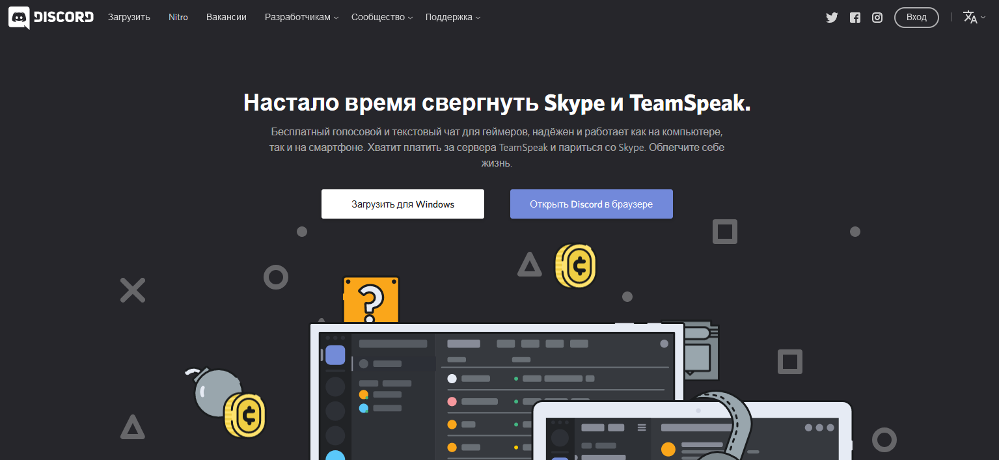 DISCORD Загрузить Nitro Вакансии Разработчикам Сообщество Поддержка Вход
Настало время свергнуть Skype и TeamSpeak.
Бесплатный голосовой и текстовый чат для геймеров, надёжен и работает как на компьютере,
так и на смартфоне. Хватит платить за сервера TeamSpeak и париться со Skype. Облегчите себе
жизнь.
Загрузить для Windows Открыть Discord в браузере